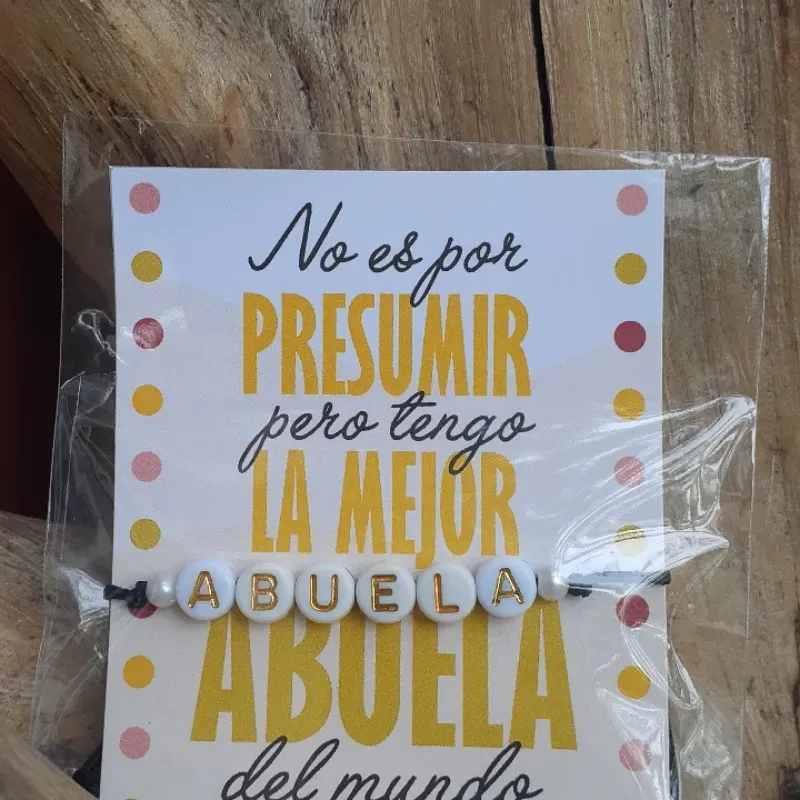 No es por
PRESUMIR
pero tengo
LA MEJOR
ABUELA
ABUELA
del mundo